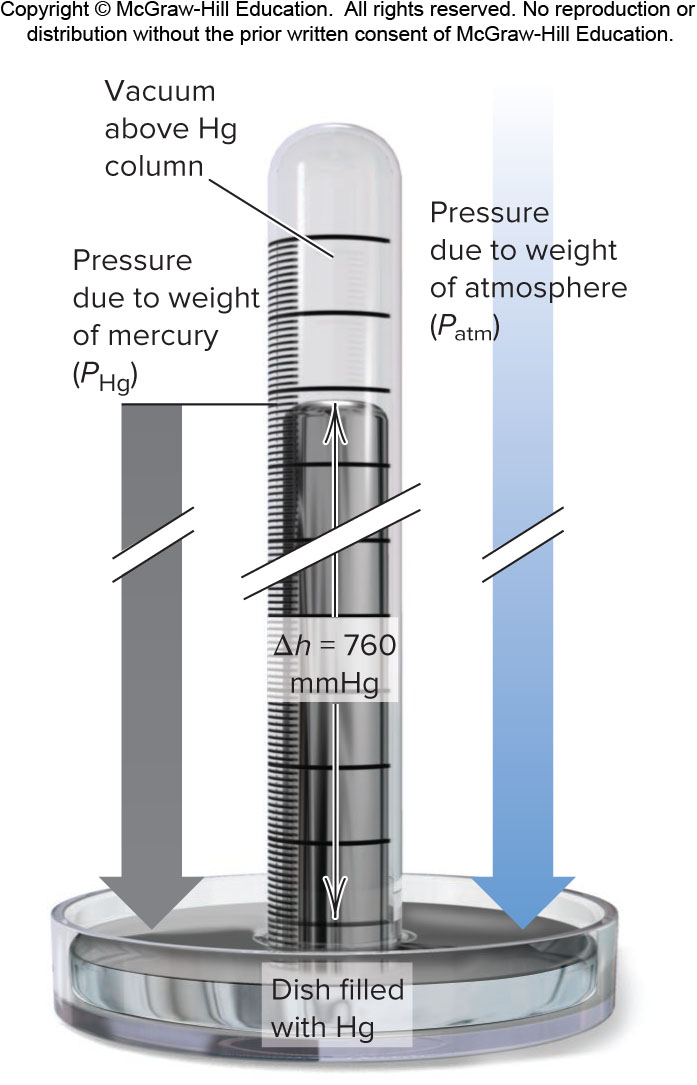 Copyright © McGraw-Hill Education. All rights reserved. No reproduction or
distribution without the prior written consent of McGraw-Hill Education.
Vacuum
above Hg
column
Pressure
due to weight
of mercury
(PHg)
Pressure
due to weight
of atmosphere
(Patm)
Δh = 760
mmHg
Dish filled
with Hg